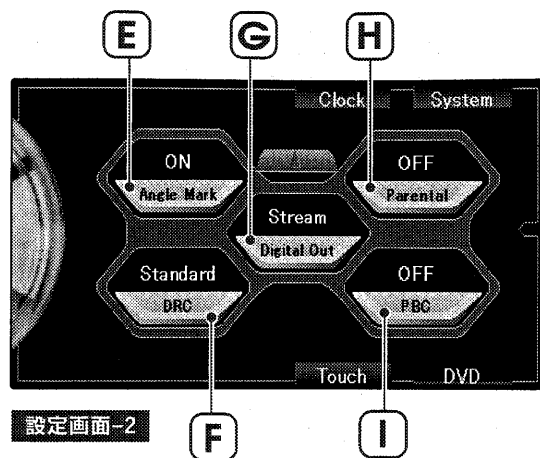 E G H
Clock System
ON OFF
Angle Mark Parental
Stream
Digital Out
Standard OFF
DRC PBC
Touch DVD
設定画面-2
F I